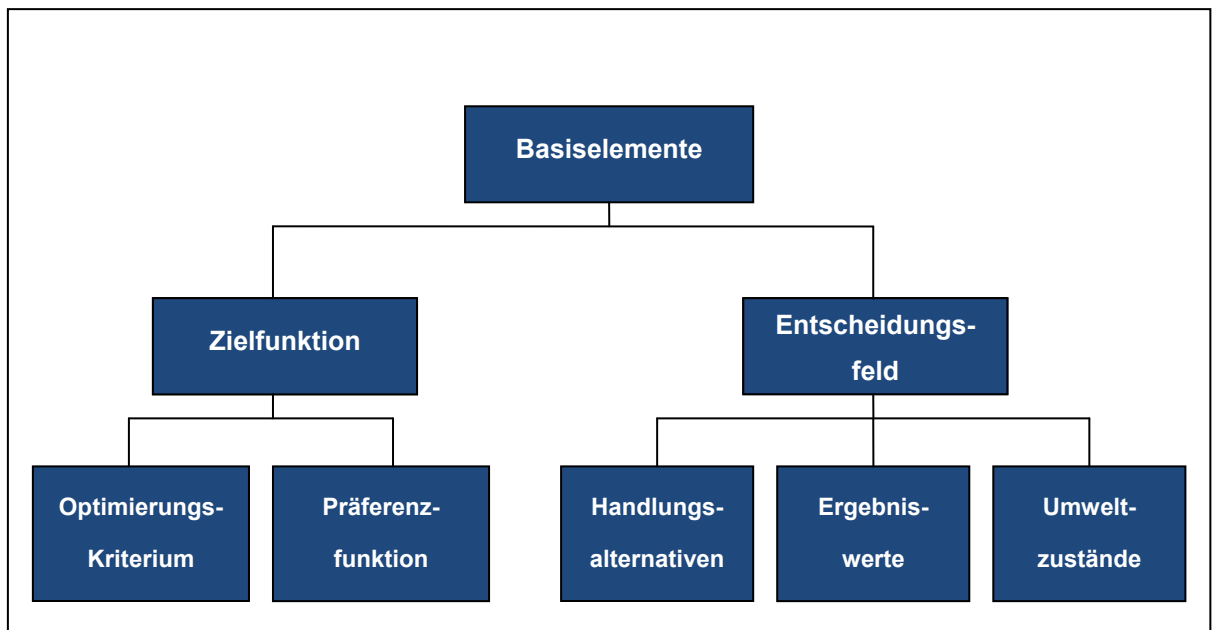 Basiselemente
Zielfunktion
Entscheidungs-
feld
Optimierungs-
Kriterium
Präferenz-
funktion
Handlungs-
alternativen
Ergebnis-
werte
Umwelt-
zustände